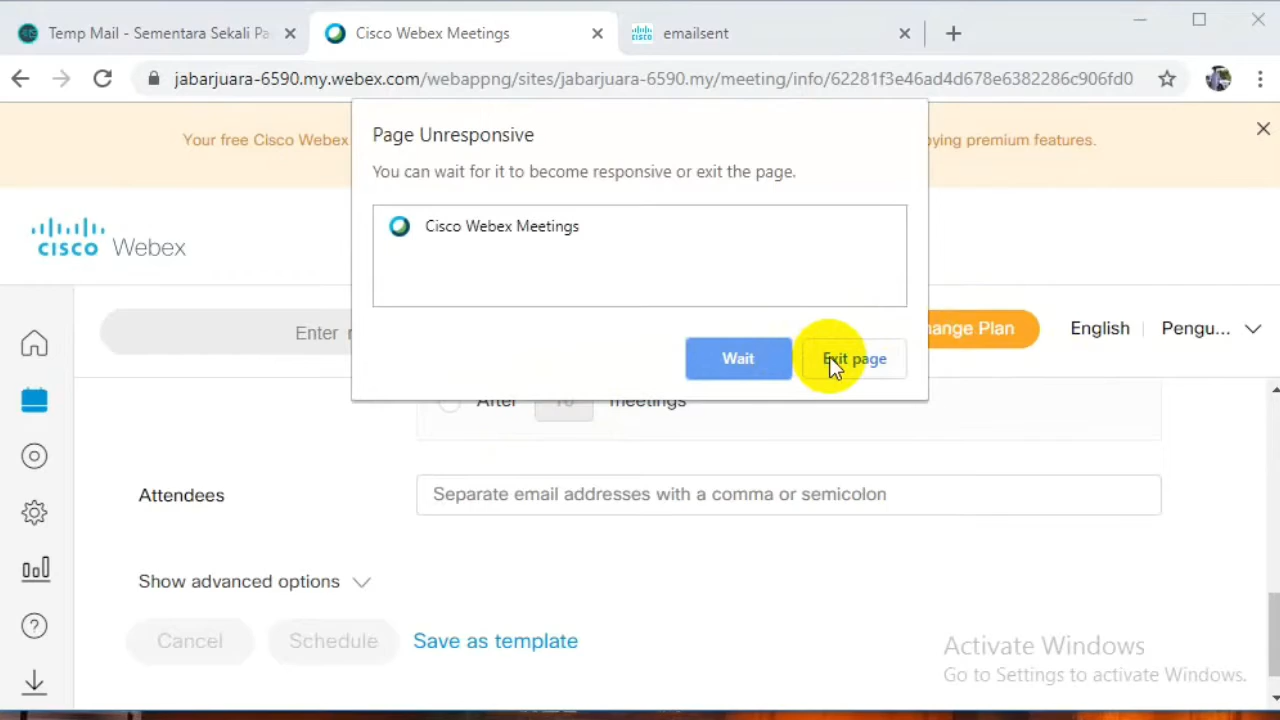 Temp Mail - Sementara Sekali Pa
Cisco Webex Meetings
emailsent
jabarjuara-6590.my.webex.com/webappng/sites/jabarjuara-6590.my/meeting/info/62281f3e46ad4d678e6382286c906fd0
Your free Cisco Webex
ying premium features.
Page Unresponsive
You can wait for it to become responsive or exit the page.
Cisco Webex Meetings
Wait
Exit page
cisco Webex
Enter
hange Plan
English
Pengu...
After
meetings
Attendees
Separate email addresses with a comma or semicolon
Show advanced options
Cancel
Schedule
Save as template
Activate Windows
Go to Settings to activate Windows.